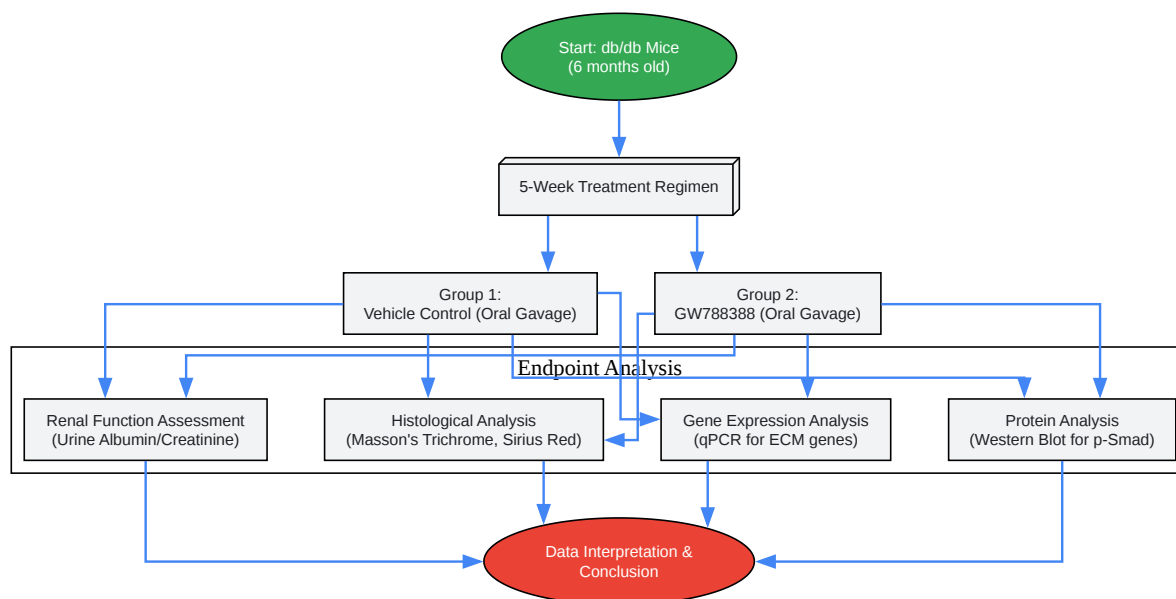 Start: db/db Mice
(6 months old)
5-Week Treatment Regimen
Group 1:
Vehicle Control (Oral Gavage)
Group 2:
GW788388 (Oral Gavage)
Endpoint Analysis
Renal Function Assessment
(Urine Albumin/Creatinine)
Histological Analysis
(Masson's Trichrome, Sirius Red)
Gene Expression Analysis
(qPCR for ECM genes)
Protein Analysis
(Western Blot for p-Smad)
Data Interpretation &
Conclusion